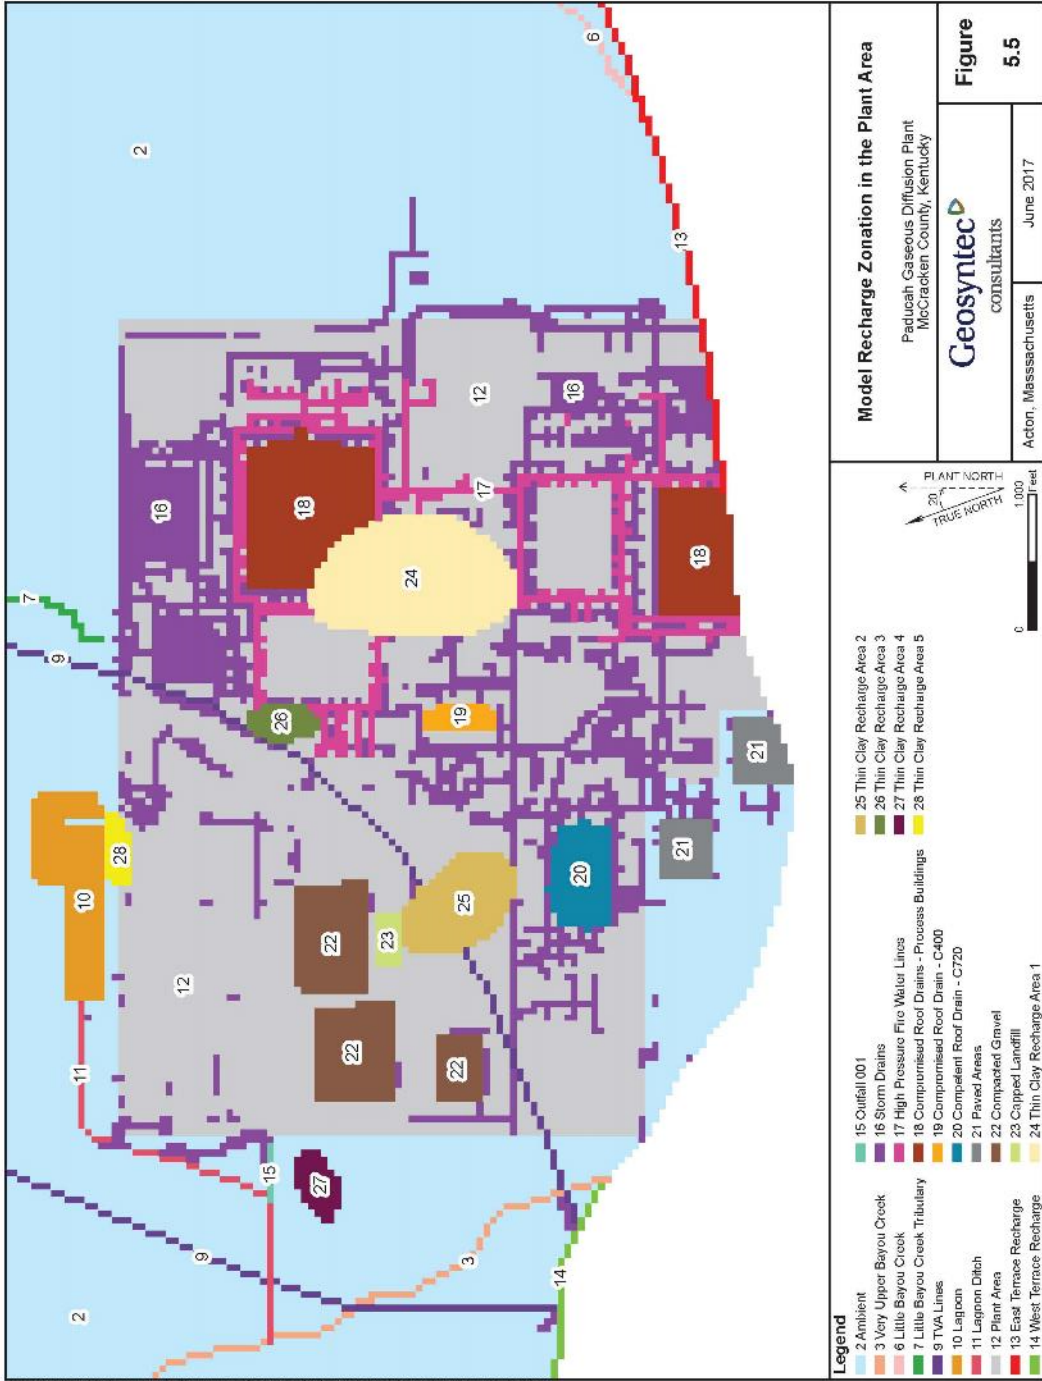 2
6
13
12
16
17
18
16
24
18
7
9
26
19
21
21
20
28
10
25
23
22
12
22
22
11
15
27
9
3
14
2
Legend
2 Ambient
3 Very Upper Bayou Creek
6 Little Bayou Creek
7 Little Bayou Creek Tributary
9 TVA Lines
10 Lagoon
11 Lagoon Ditch
12 Plant Area
13 East Terrace Recharge
14 West Terrace Recharge
15 Outfall 001
16 Storm Drains
17 High Pressure Fire Water Lines
18 Compromised Roof Drains - Process Buildings
19 Compromised Roof Drain - C400
20 Competent Roof Drain - C720
21 Paved Areas
22 Compacted Gravel
23 Capped Landfill
24 Thin Clay Recharge Area 1
25 Thin Clay Recharge Area 2
26 Thin Clay Recharge Area 3
27 Thin Clay Recharge Area 4
28 Thin Clay Recharge Area 5
PLANT NORTH
20
TRUE NORTH
0 1,000
Feet
Model Recharge Zonation in the Plant Area
Paducah Gaseous Diffusion Plant
McCracken County, Kentucky
Geosyntec
consultants
Figure
5.5
Acton, Masssachusetts
June 2017